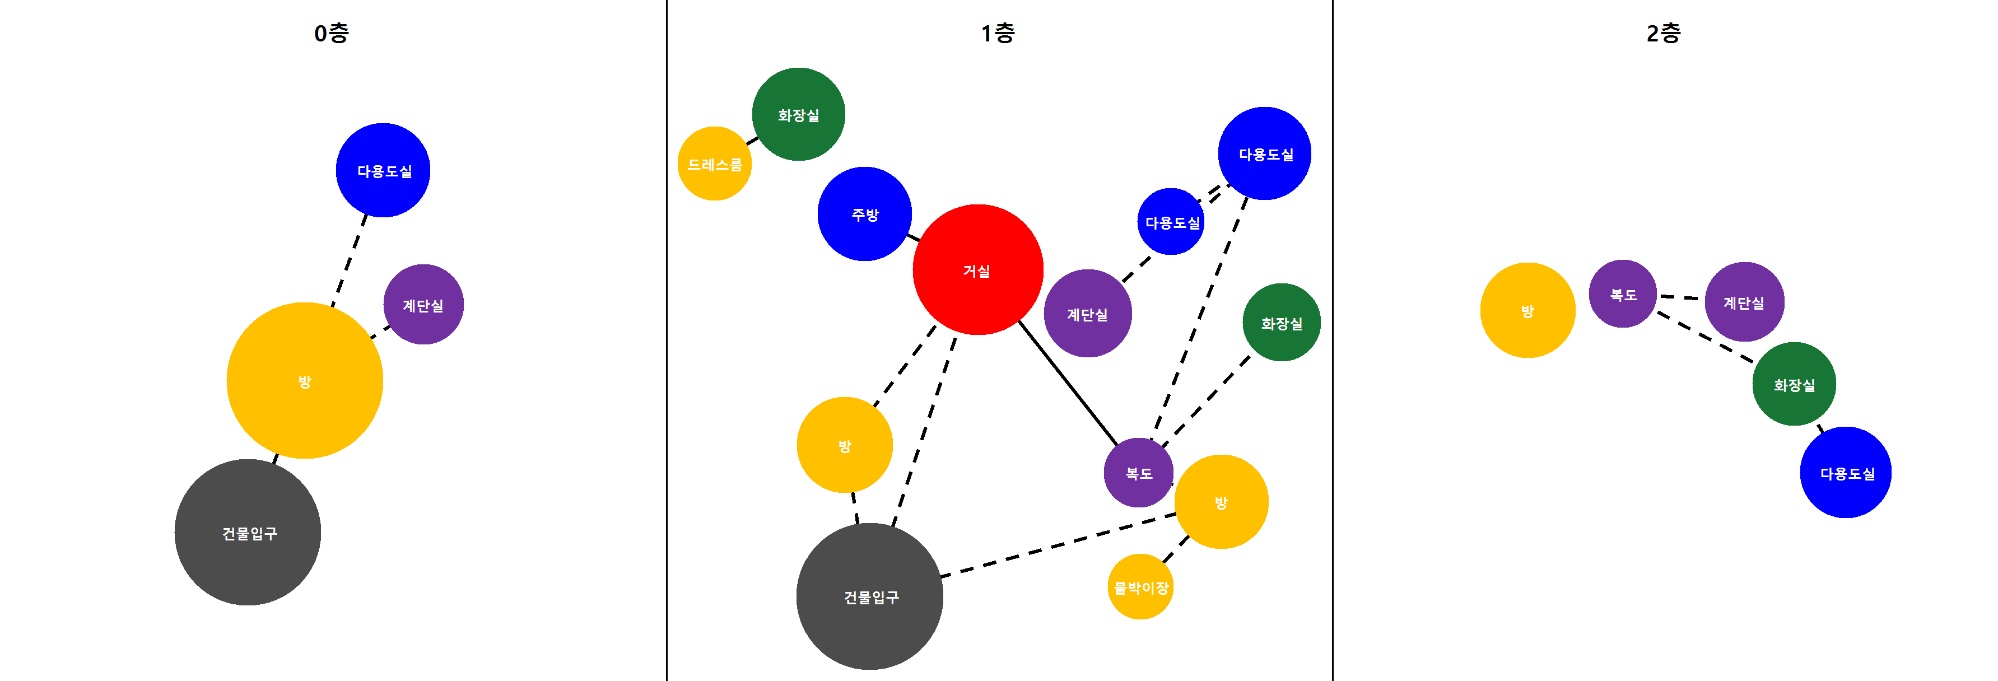 0층
다용도실
계단실
방
건물입구
1층
화장실
드레스룸
주방
거실
다용도실
다용도실
계단실
화장실
방
복도
방
건물입구
물박이장
2층
방
복도
계단실
화장실
다용도실